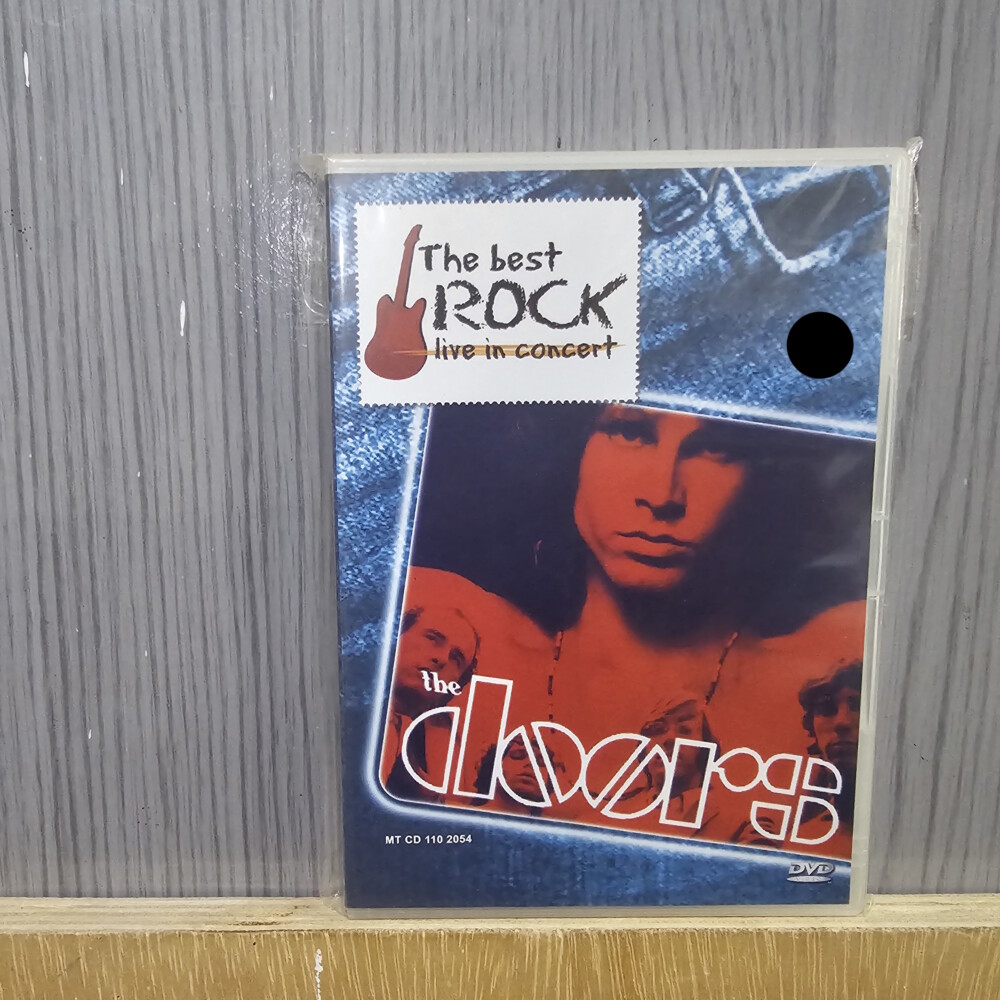 The best
ROCK
live in concert
the
doors
MT CD 110 2054
DVD